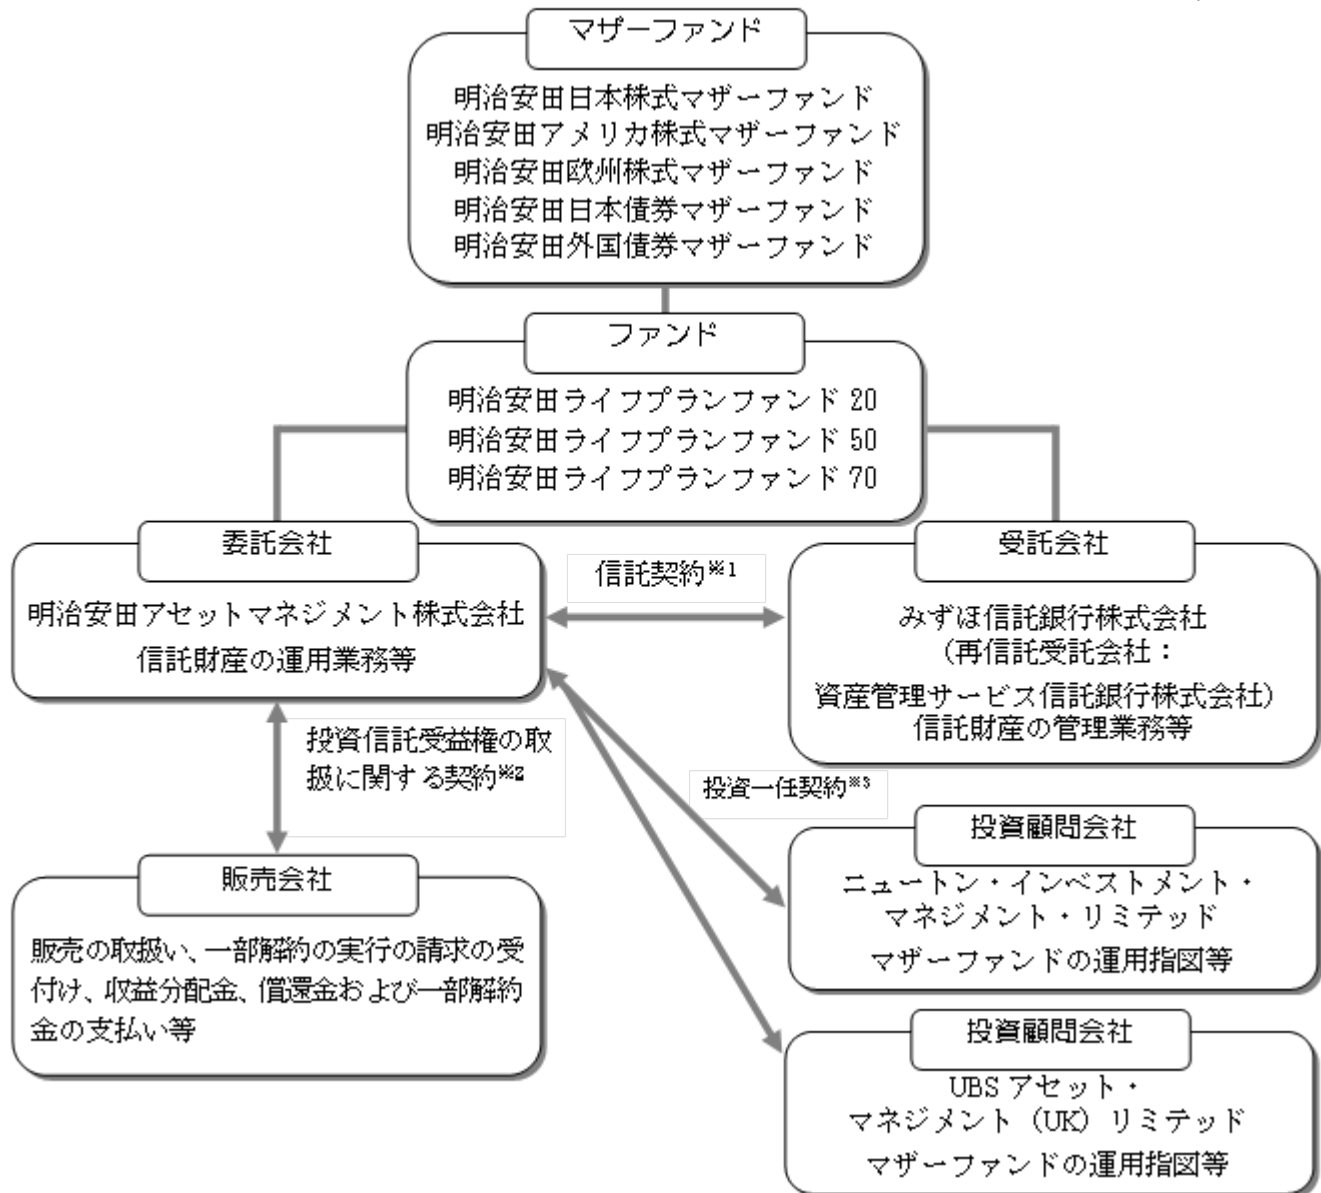 マザーファンド
明治安田日本株式マザーファンド
明治安田アメリカ株式マザーファンド
明治安田欧州株式マザーファンド
明治安田日本債券マザーファンド
明治安田外国債券マザーファンド
ファンド
明治安田ライフプランファンド 20
明治安田ライフプランファンド 50
明治安田ライフプランファンド 70
委託会社
明治安田アセットマネジメント株式会社
信託財産の運用業務等
信託契約※1
受託会社
みずほ信託銀行株式会社
（再信託受託会社：
資産管理サービス信託銀行株式会社）
信託財産の管理業務等
投資信託受益権の取
扱に関する契約※2
投資一任契約※3
販売会社
販売の取扱い、一部解約の実行の請求の受
付け、収益分配金、償還金および一部解約
金の支払い等
投資顧問会社
ニュートン・インベストメント・
マネジメント・リミテッド
マザーファンドの運用指図等
投資顧問会社
UBS アセット・
マネジメント（UK）リミテッド
マザーファンドの運用指図等